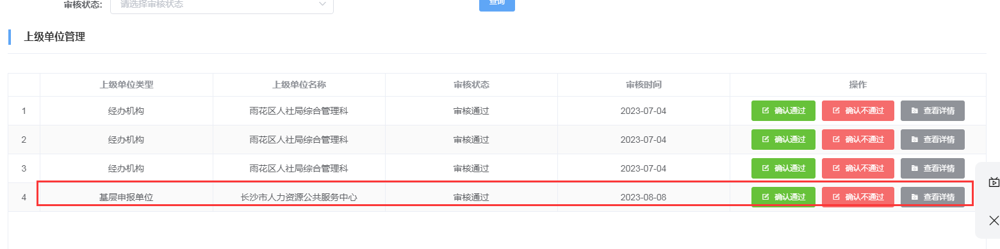 审核状态: 请选择审核状态 查询
上级单位管理
上级单位类型 上级单位名称 审核状态 审核时间 操作
1 经办机构 雨花区人社局综合管理科 审核通过 2023-07-04 确认通过 确认不通过 查看详情
2 经办机构 雨花区人社局综合管理科 审核通过 2023-07-04 确认通过 确认不通过 查看详情
3 经办机构 雨花区人社局综合管理科 审核通过 2023-07-04 确认通过 确认不通过 查看详情
4 基层申报单位 长沙市人力资源公共服务中心 审核通过 2023-08-08 确认通过 确认不通过 查看详情